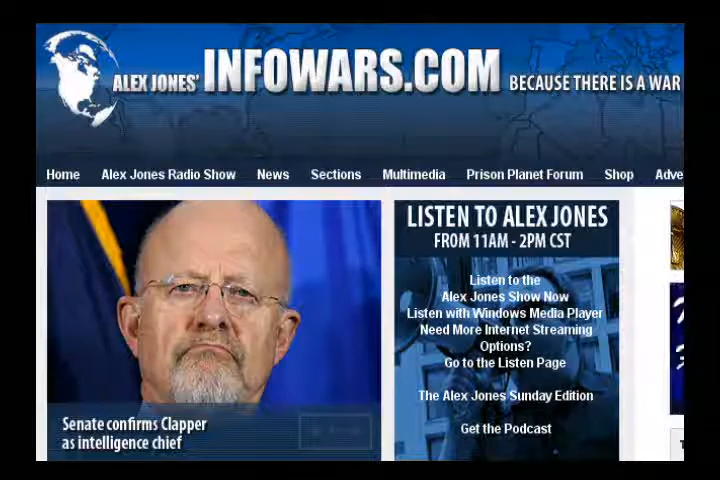 ALEX JONES' INFOWARS.COM BECAUSE THERE IS A WAR
Home Alex Jones Radio Show News Sections Multimedia Prison Planet Forum Shop Adve
LISTEN TO ALEX JONES
FROM 11AM - 2PM CST
Listen to the
Alex Jones Show Now
Listen with Windows Media Player
Need More Internet Streaming
Options?
Go to the Listen Page
The Alex Jones Sunday Edition
Get the Podcast
Senate confirms Clapper
as intelligence chief